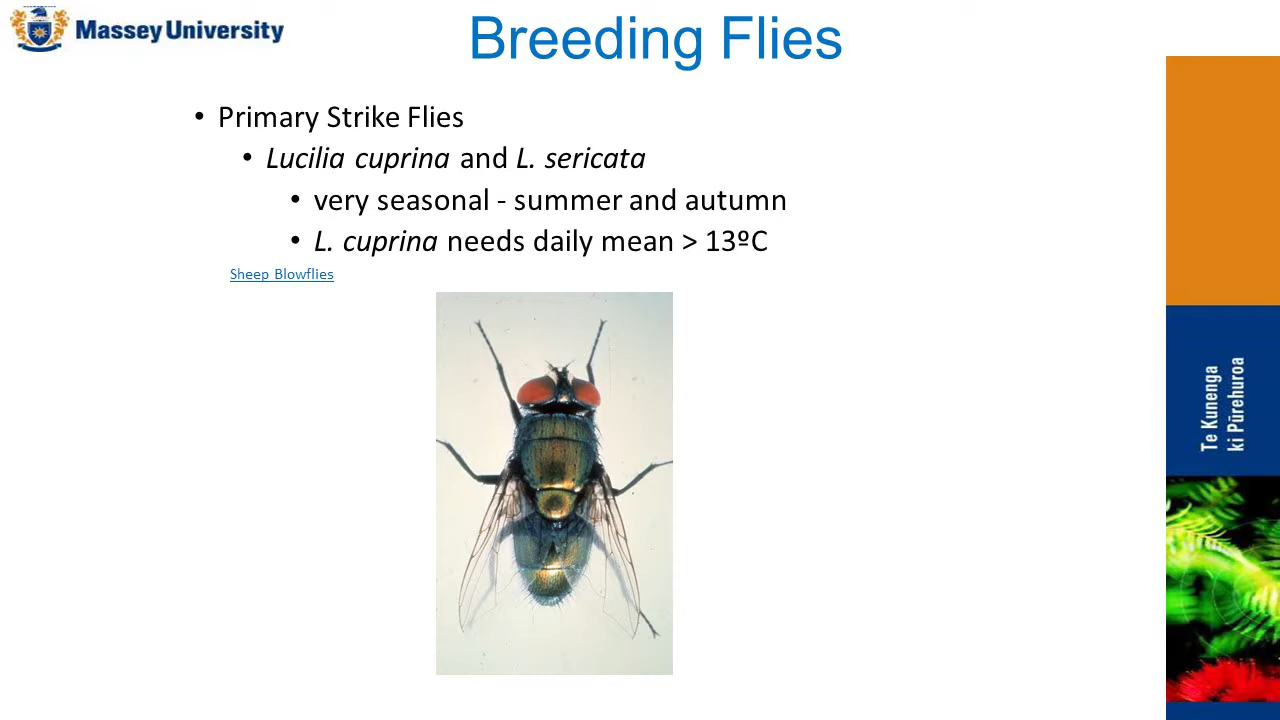 Massey University
Breeding Flies
• Primary Strike Flies
• Lucilia cuprina and L. sericata
• very seasonal - summer and autumn
• L. cuprina needs daily mean > 13ºC
Sheep Blowflies
Te Kunenga
ki Pūrehuroa